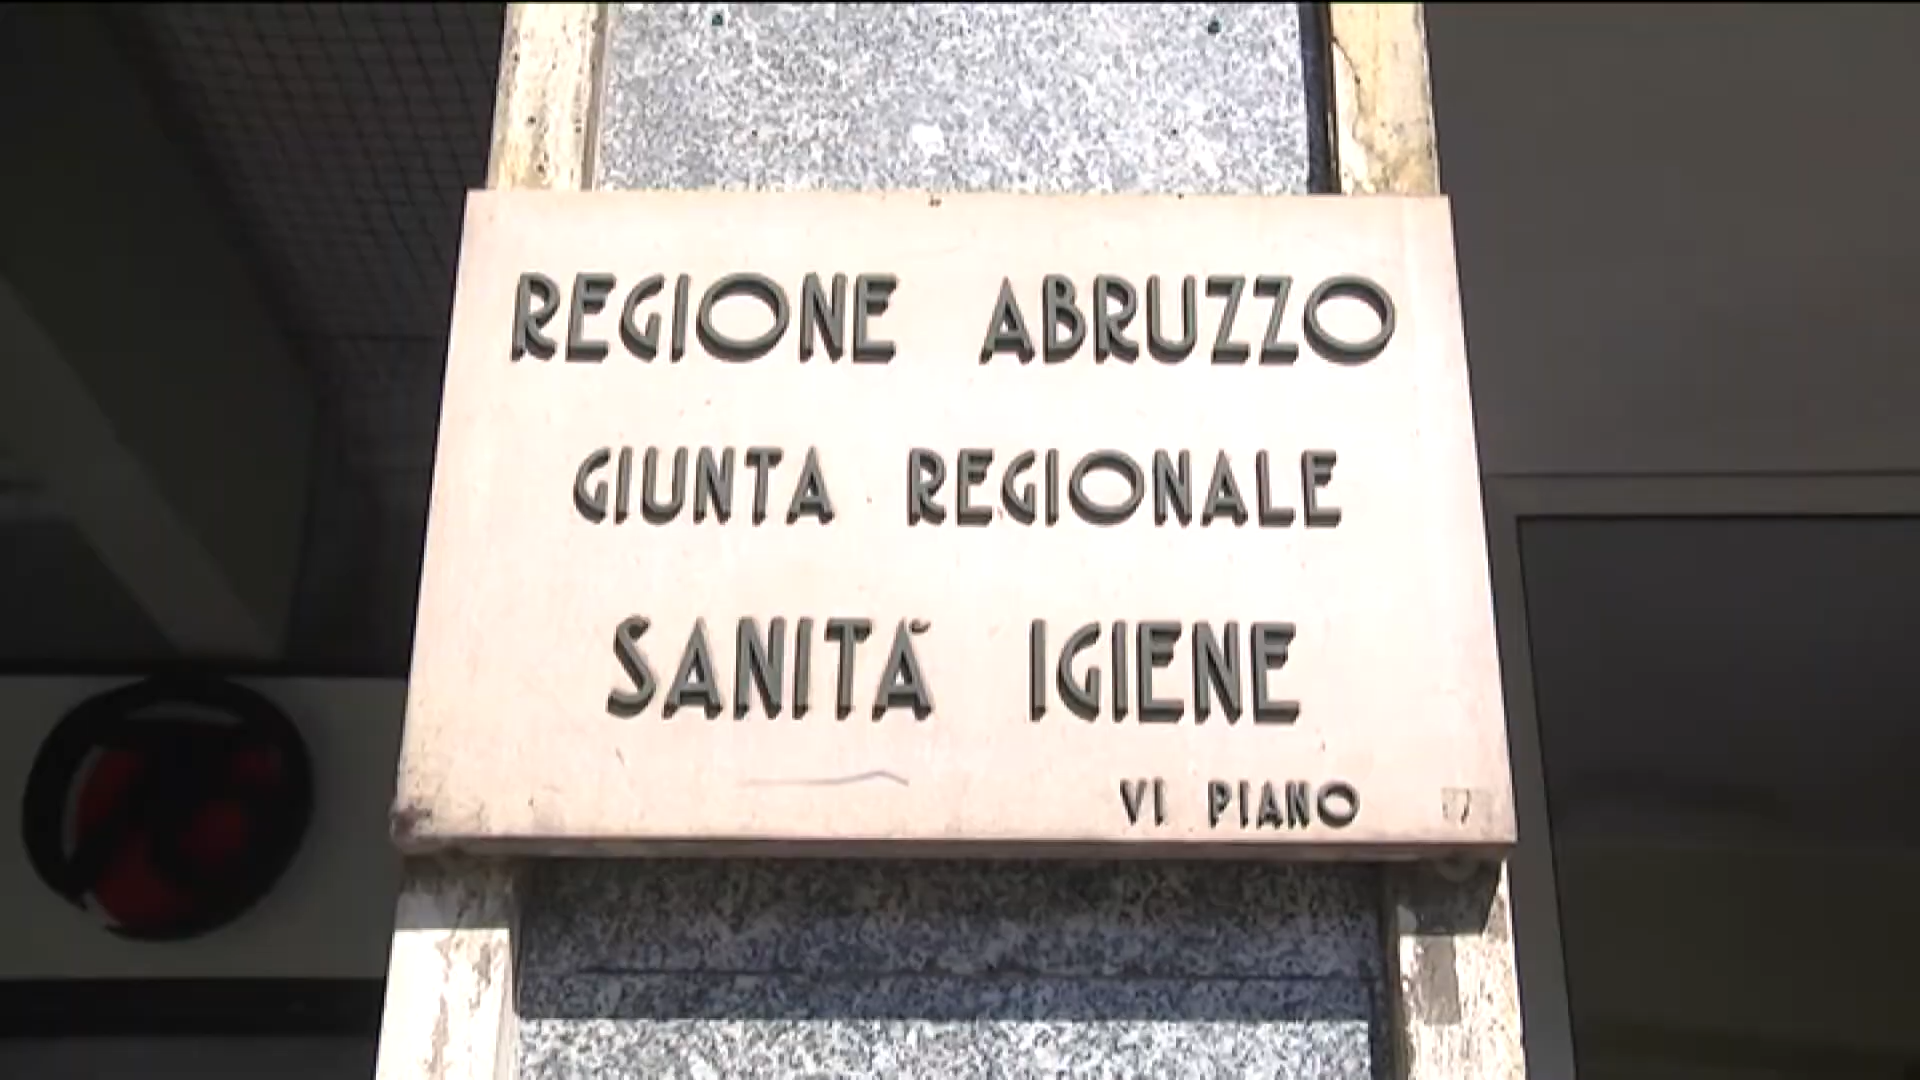 REGIONE ABRUZZO
GIUNTA REGIONALE
SANITÀ IGIENE
VI PIANO